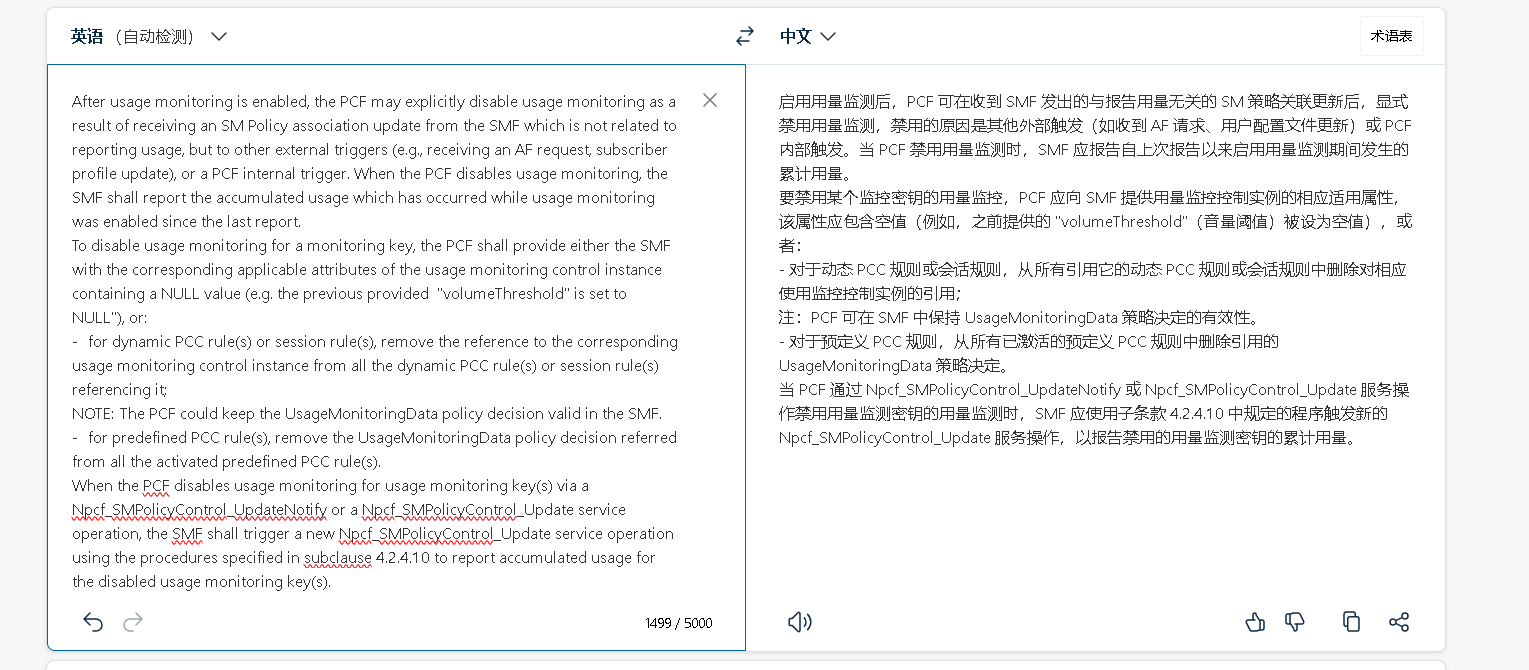 英语 （自动检测）
中文
术语表
After usage monitoring is enabled, the PCF may explicitly disable usage monitoring as a
result of receiving an SM Policy association update from the SMF which is not related to
reporting usage, but to other external triggers (e.g., receiving an AF request, subscriber
profile update), or a PCF internal trigger. When the PCF disables usage monitoring, the
SMF shall report the accumulated usage which has occurred while usage monitoring
was enabled since the last report.
To disable usage monitoring for a monitoring key, the PCF shall provide either the SMF
with the corresponding applicable attributes of the usage monitoring control instance
containing a NULL value (e.g. the previous provided  "volumeThreshold" is set to
NULL"), or:
-   for dynamic PCC rule(s) or session rule(s), remove the reference to the corresponding
usage monitoring control instance from all the dynamic PCC rule(s) or session rule(s)
referencing it;
NOTE: The PCF could keep the UsageMonitoringData policy decision valid in the SMF.
-   for predefined PCC rule(s), remove the UsageMonitoringData policy decision referred
from all the activated predefined PCC rule(s).
When the PCF disables usage monitoring for usage monitoring key(s) via a
Npcf_SMPolicyControl_UpdateNotify or a Npcf_SMPolicyControl_Update service
operation, the SMF shall trigger a new Npcf_SMPolicyControl_Update service operation
using the procedures specified in subclause 4.2.4.10 to report accumulated usage for
the disabled usage monitoring key(s).
1499 / 5000
启用用量监测后，PCF 可在收到 SMF 发出的与报告用量无关的 SM 策略关联更新后，显式
禁用用量监测，禁用的原因是其他外部触发（如收到 AF 请求、用户配置文件更新）或 PCF
内部触发。当 PCF 禁用用量监测时，SMF 应报告自上次报告以来启用用量监测期间发生的
累计用量。
要禁用某个监控密钥的用量监控，PCF 应向 SMF 提供用量监控控制实例的相应适用属性，
该属性应包含空值（例如，之前提供的 "volumeThreshold"（音量阈值）被设为空值），或
者：
- 对于动态 PCC 规则或会话规则，从所有引用它的动态 PCC 规则或会话规则中删除对相应
使用监控控制实例的引用；
注：PCF 可在 SMF 中保持 UsageMonitoringData 策略决定的有效性。
- 对于预定义 PCC 规则，从所有已激活的预定义 PCC 规则中删除引用的
UsageMonitoringData 策略决定。
当 PCF 通过 Npcf_SMPolicyControl_UpdateNotify 或 Npcf_SMPolicyControl_Update 服务操
作禁用用量监测密钥的用量监测时，SMF 应使用子条款 4.2.4.10 中规定的程序触发新的
Npcf_SMPolicyControl_Update 服务操作，以报告禁用的用量监测密钥的累计用量。